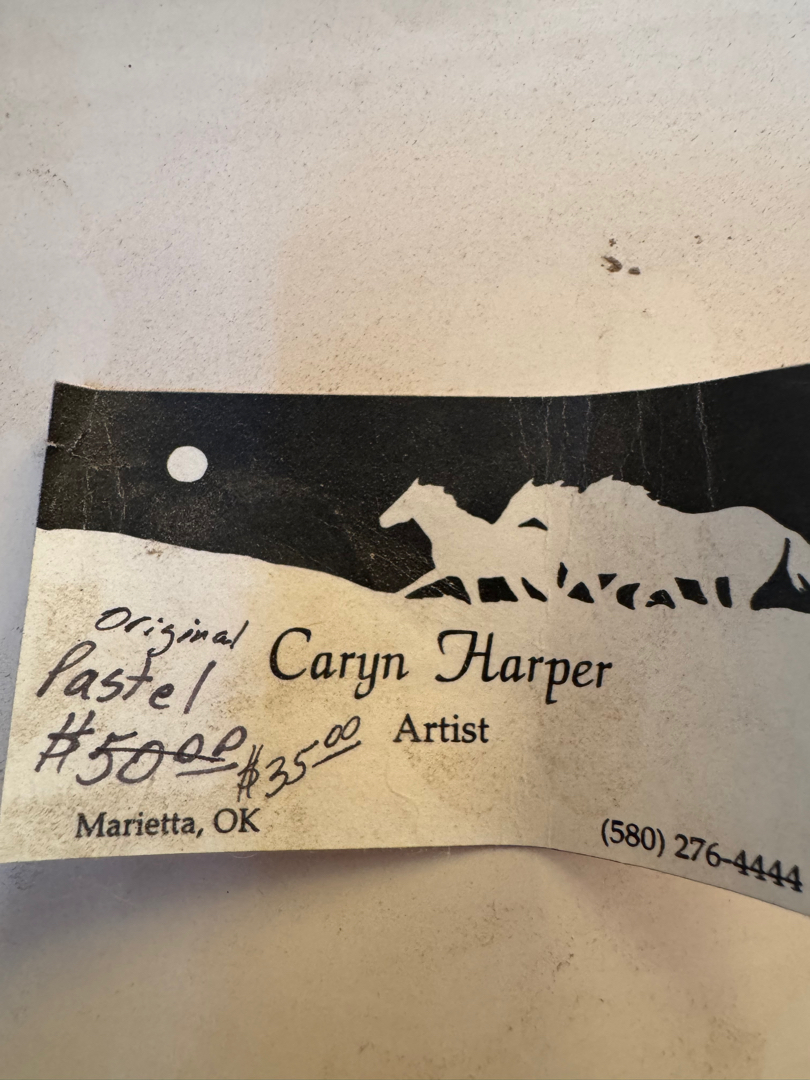 Original
Pastel
$50.00 $35.00
Caryn Harper
Artist
Marietta, OK
(580) 276-4444